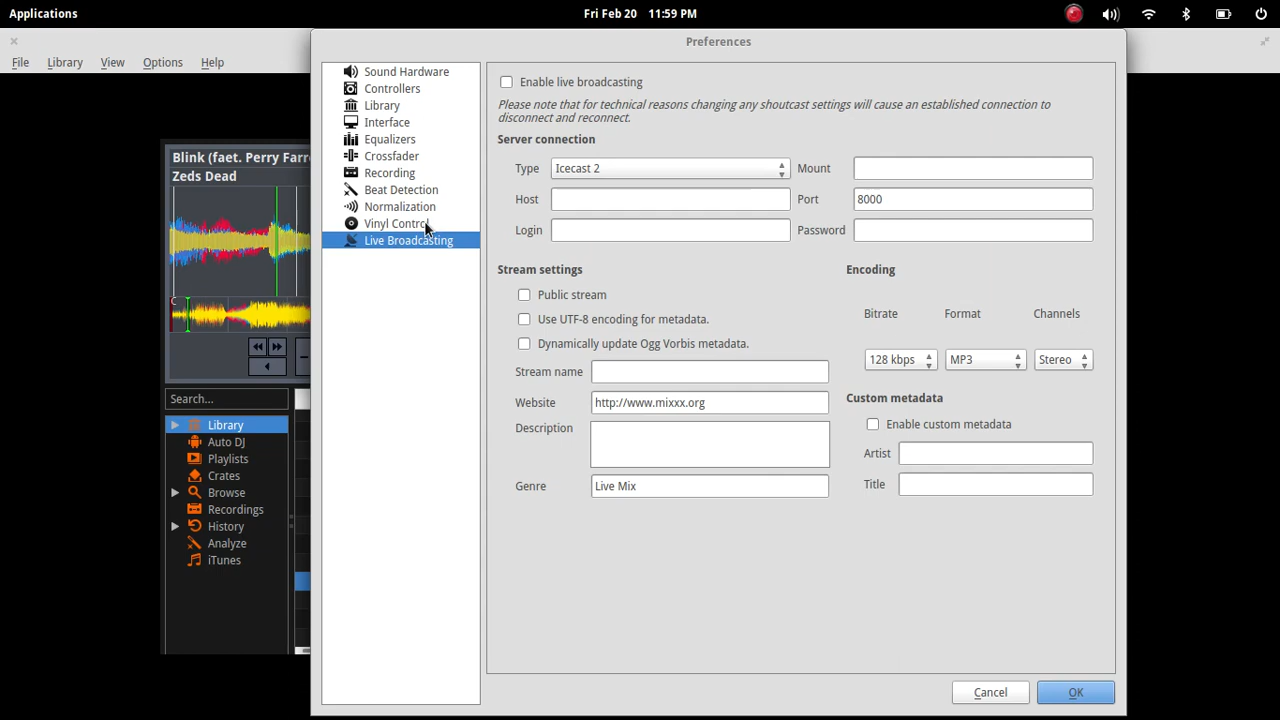 Applications
Fri Feb 20 11:59 PM
Preferences
File Library View Options Help
Blink (faet. Perry Farre
Zeds Dead
C
Search...
Library
Auto DJ
Playlists
Crates
Browse
Recordings
History
Analyze
iTunes
Sound Hardware
Controllers
Library
Interface
Equalizers
Crossfader
Recording
Beat Detection
Normalization
Vinyl Control
Live Broadcasting
Enable live broadcasting
Please note that for technical reasons changing any shoutcast settings will cause an established connection to
disconnect and reconnect.
Server connection
Type Icecast 2 Mount
Host Port 8000
Login Password
Stream settings
Public stream
Use UTF-8 encoding for metadata.
Dynamically update Ogg Vorbis metadata.
Stream name
Website http://www.mixxx.org
Description
Genre Live Mix
Encoding
Bitrate Format Channels
128 kbps MP3 Stereo
Custom metadata
Enable custom metadata
Artist
Title
Cancel OK